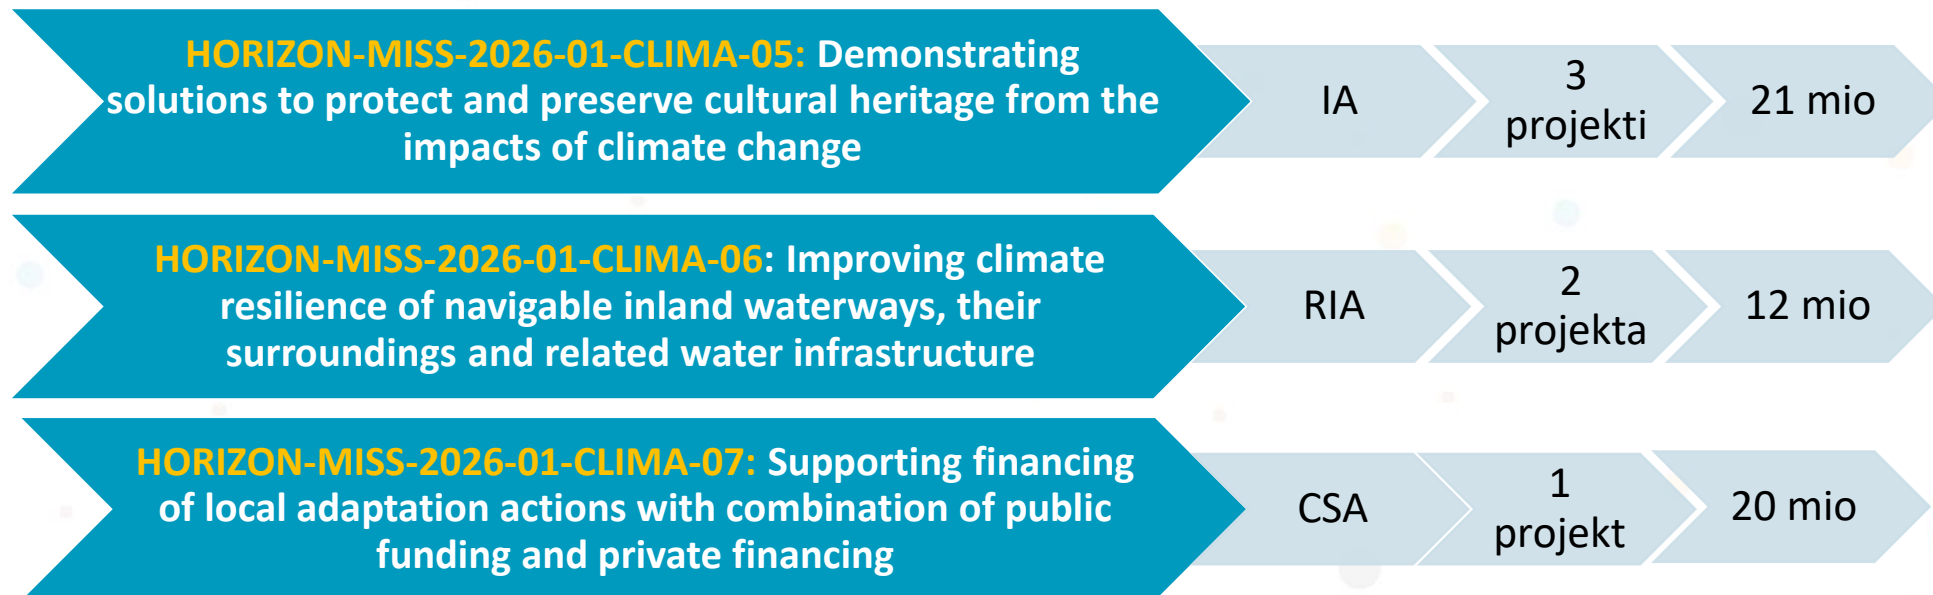 HORIZON-MISS-2026-01-CLIMA-05: Demonstrating
solutions to protect and preserve cultural heritage from the
impacts of climate change
IA
3
projekti
21 mio
HORIZON-MISS-2026-01-CLIMA-06: Improving climate
resilience of navigable inland waterways, their
surroundings and related water infrastructure
RIA
2
projekta
12 mio
HORIZON-MISS-2026-01-CLIMA-07: Supporting financing
of local adaptation actions with combination of public
funding and private financing
CSA
1
projekt
20 mio